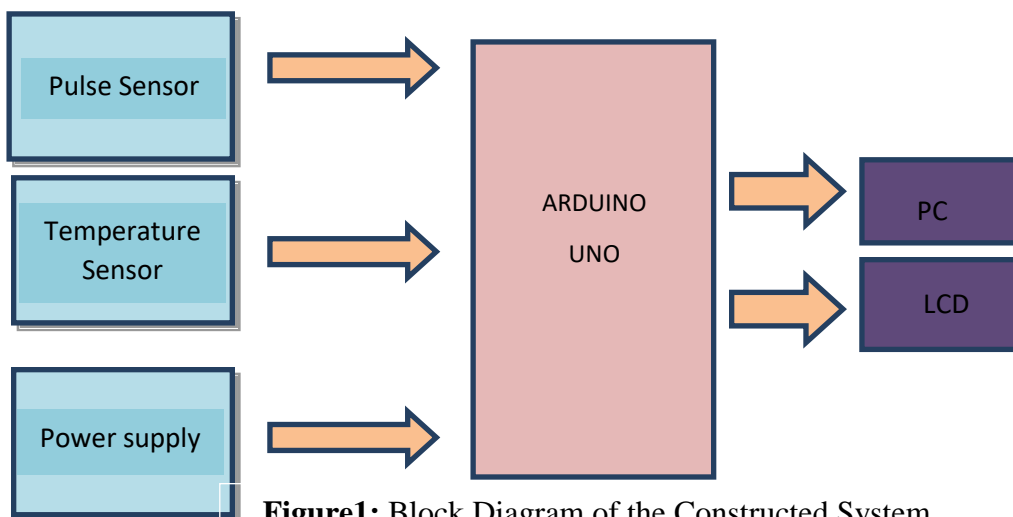 Pulse Sensor
Temperature
Sensor
Power supply
ARDUINO
UNO
PC
LCD
Figure1: Block Diagram of the Constructed System